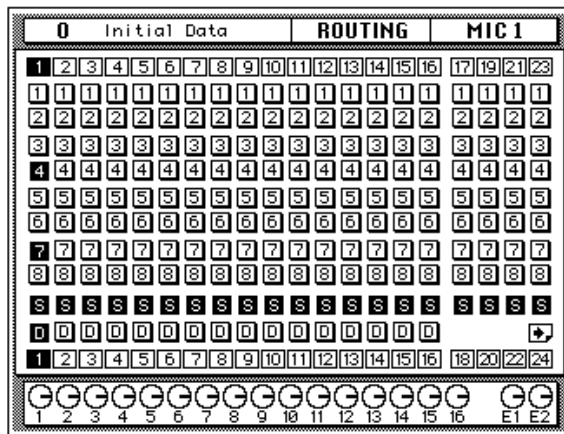 0 Initial Data ROUTING MIC 1
1 2 3 4 5 6 7 8 9 10 11 12 13 14 15 16 17 19 21 23
1 1 1 1 1 1 1 1 1 1 1 1 1 1 1 1 1 1 1 1
2 2 2 2 2 2 2 2 2 2 2 2 2 2 2 2 2 2 2 2
3 3 3 3 3 3 3 3 3 3 3 3 3 3 3 3 3 3 3 3
4 4 4 4 4 4 4 4 4 4 4 4 4 4 4 4 4 4 4 4
5 5 5 5 5 5 5 5 5 5 5 5 5 5 5 5 5 5 5 5
6 6 6 6 6 6 6 6 6 6 6 6 6 6 6 6 6 6 6 6
7 7 7 7 7 7 7 7 7 7 7 7 7 7 7 7 7 7 7 7
8 8 8 8 8 8 8 8 8 8 8 8 8 8 8 8 8 8 8 8
S S S S S S S S S S S S S S S S S S S S
D D D D D D D D D D D D D D D D
1 2 3 4 5 6 7 8 9 10 11 12 13 14 15 16 18 20 22 24
1 2 3 4 5 6 7 8 9 10 11 12 13 14 15 16 E1 E2